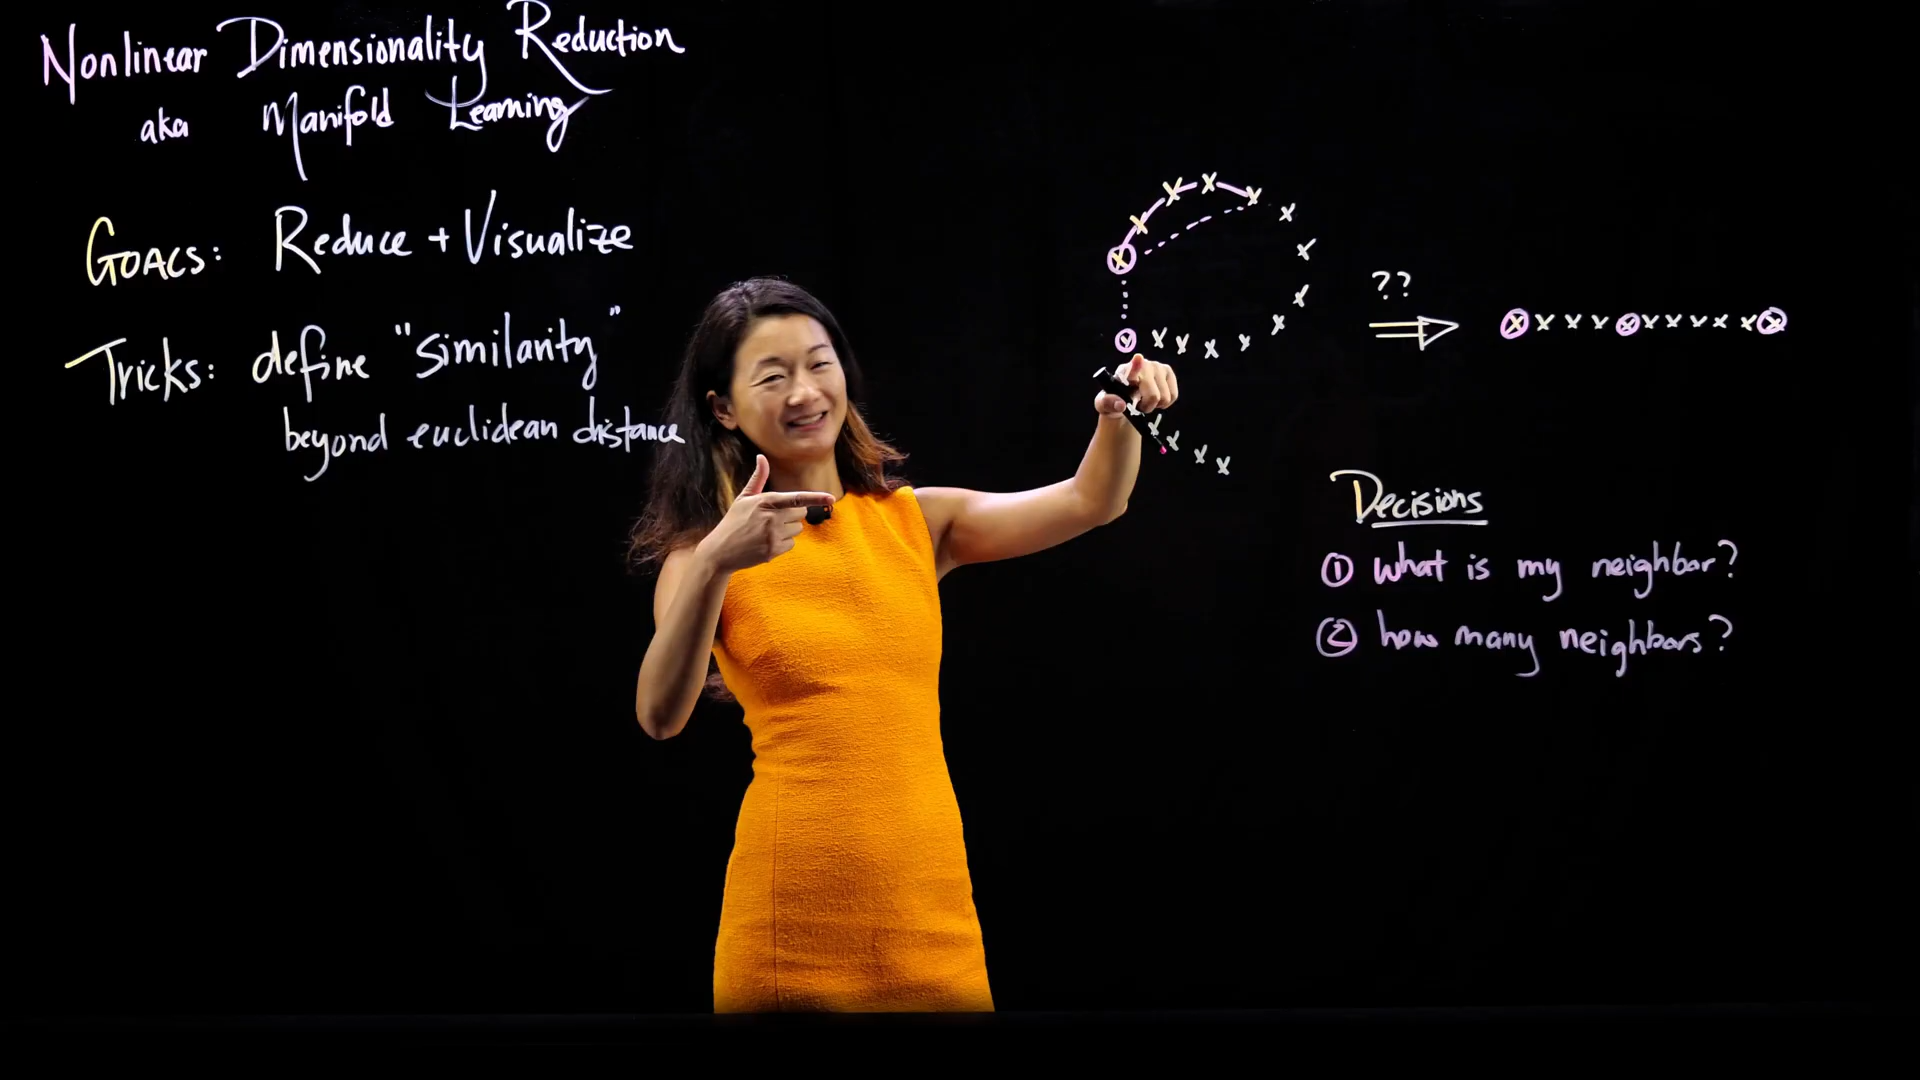 Nonlinear Dimensionality Reduction
aka Manifold Learning
GOALS: Reduce + Visualize
Tricks: define "similarity"
beyond euclidean distance
??
Decisions
① what is my neighbor?
② how many neighbors?